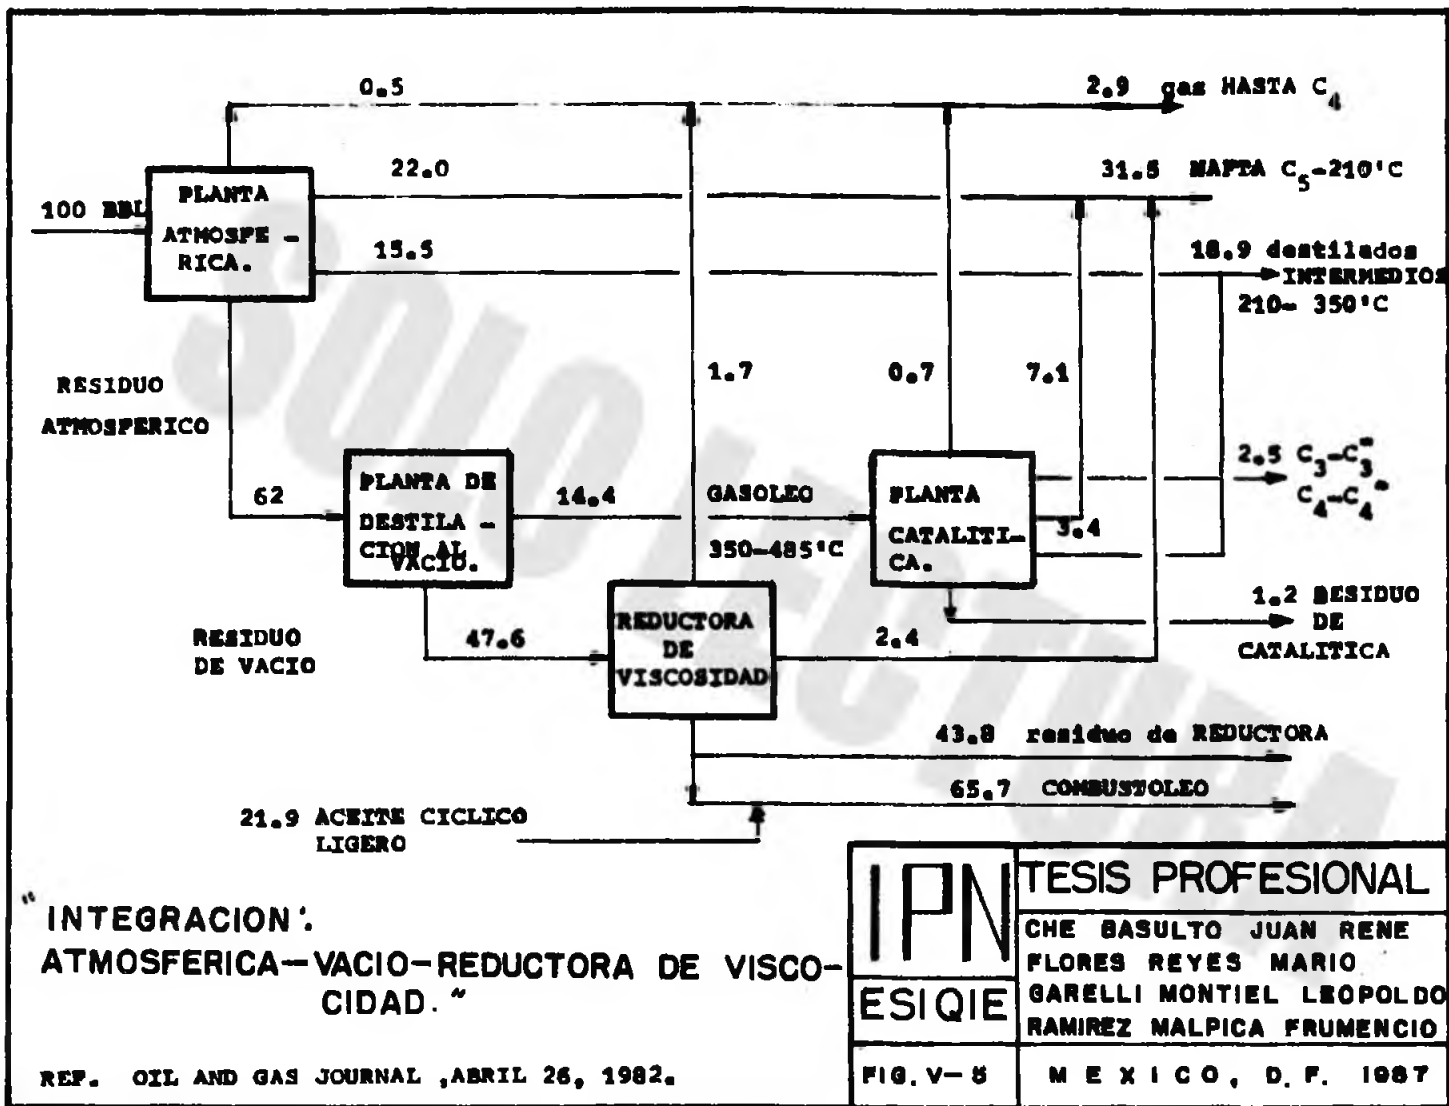 0.5
2.9 gas HASTA C4
22.0
31.5 NAFTA C5-210'C
100 BBL
PLANTA
ATMOSFE -
RICA.
15.5
18.9 destilados
INTERMEDIOS
210- 350'C
RESIDUO
ATMOSFERICO
1.7
0.7
7.1
2.5 C3-C3=
C4-C4=
62
PLANTA DE
DESTILA -
CION AL
VACIO.
14.4
GASOLEO
350-485'C
PLANTA
CATALITI-
CA.
3.4
1.2 RESIDUO
DE
CATALITICA
RESIDUO
DE VACIO
47.6
REDUCTORA
DE
VISCOSIDAD
2.4
43.8 residuo de REDUCTORA
65.7 COMBUSTOLEO
21.9 ACEITE CICLICO
LIGERO
SOLO LECTURA
"INTEGRACION:
ATMOSFERICA-VACIO-REDUCTORA DE VISCO-
CIDAD."
REF. OIL AND GAS JOURNAL ,ABRIL 26, 1982.
IPN
ESIQIE
FIG. V-5
TESIS PROFESIONAL
CHE BASULTO JUAN RENE
FLORES REYES MARIO
GARELLI MONTIEL LEOPOLDO
RAMIREZ MALPICA FRUMENCIO
MEXICO, D.F. 1987